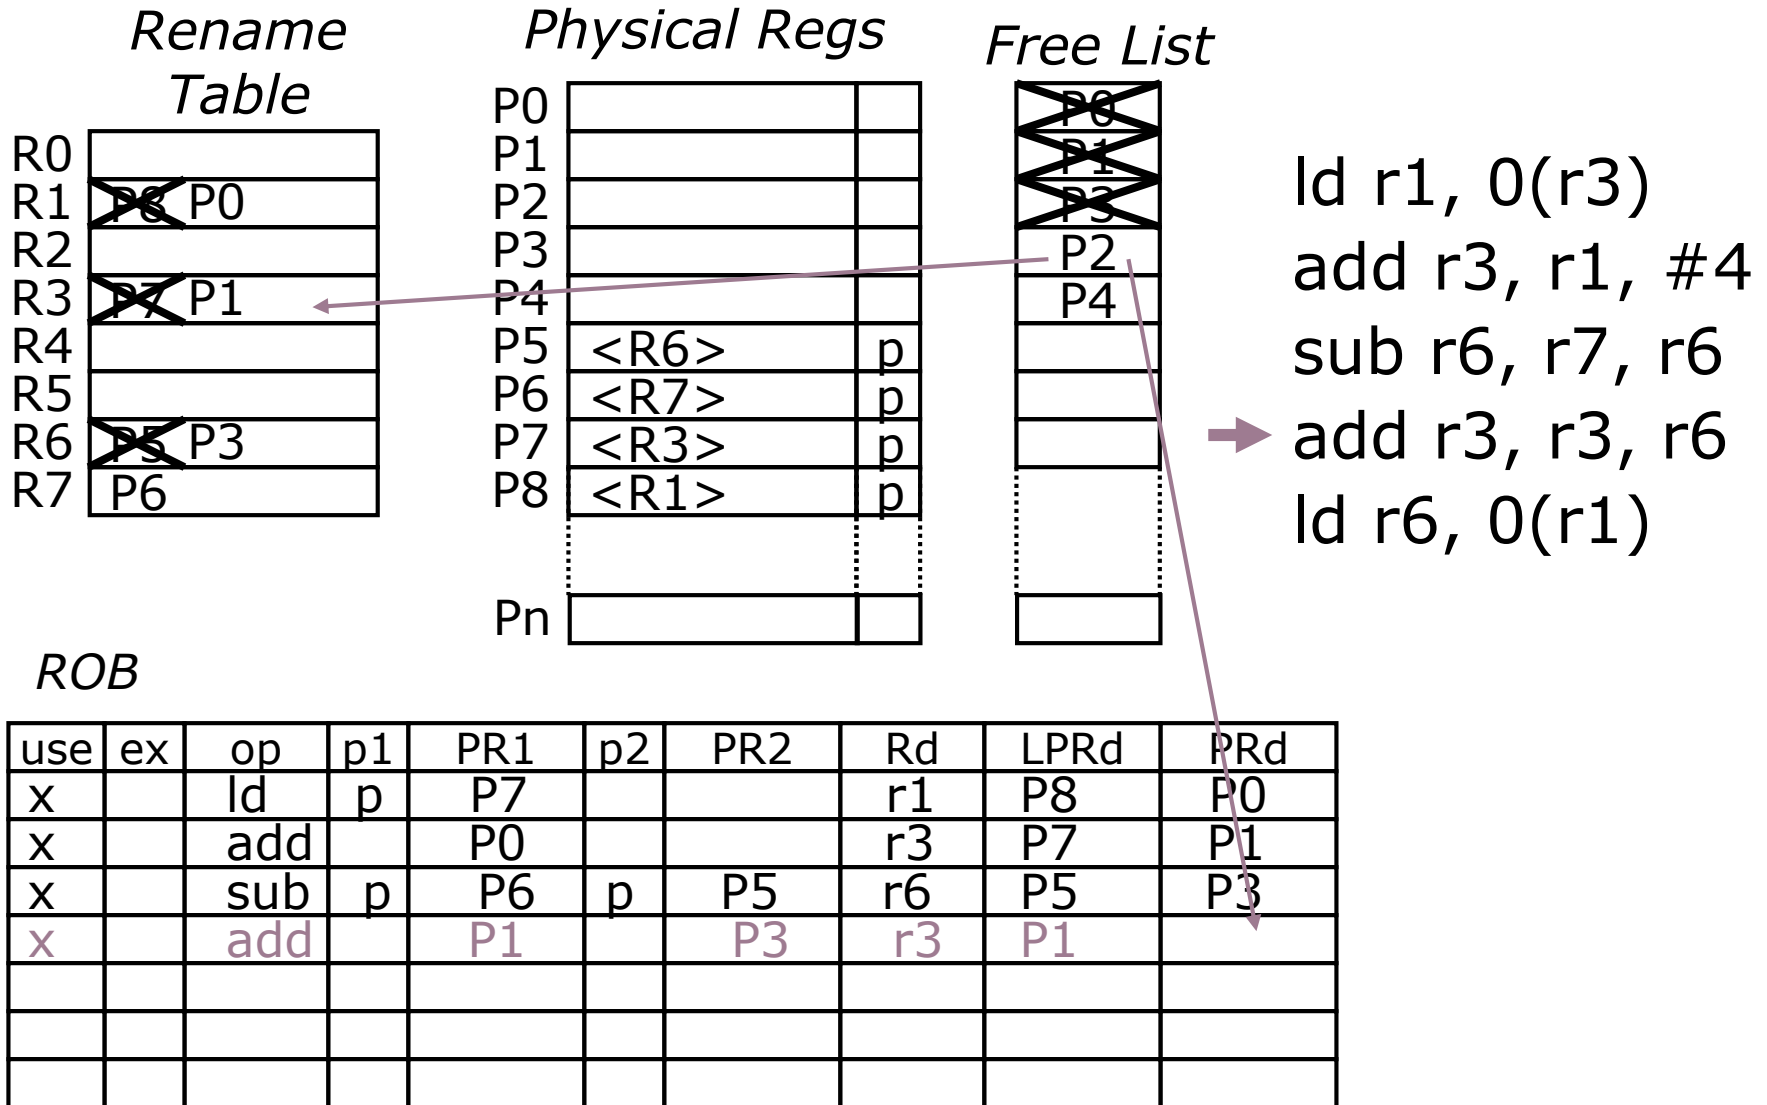 Rename Table
R0
R1 P8 P0
R2
R3 P7 P1
R4
R5
R6 P5 P3
R7 P6
Physical Regs
P0
P1
P2
P3
P4
P5 <R6> p
P6 <R7> p
P7 <R3> p
P8 <R1> p
Pn
Free List
P0
P1
P3
P2
P4
ld r1, 0(r3)
add r3, r1, #4
sub r6, r7, r6
add r3, r3, r6
ld r6, 0(r1)
ROB
use ex op p1 PR1 p2 PR2 Rd LPRd PRd
x ld p P7 r1 P8 P0
x add P0 r3 P7 P1
x sub p P6 p P5 r6 P5 P3
x add P1 P3 r3 P1